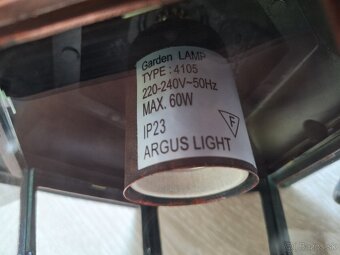 Garden LAMP
TYPE : 4105
220-240V~50Hz
MAX. 60W
IP23
F
ARGUS LIGHT